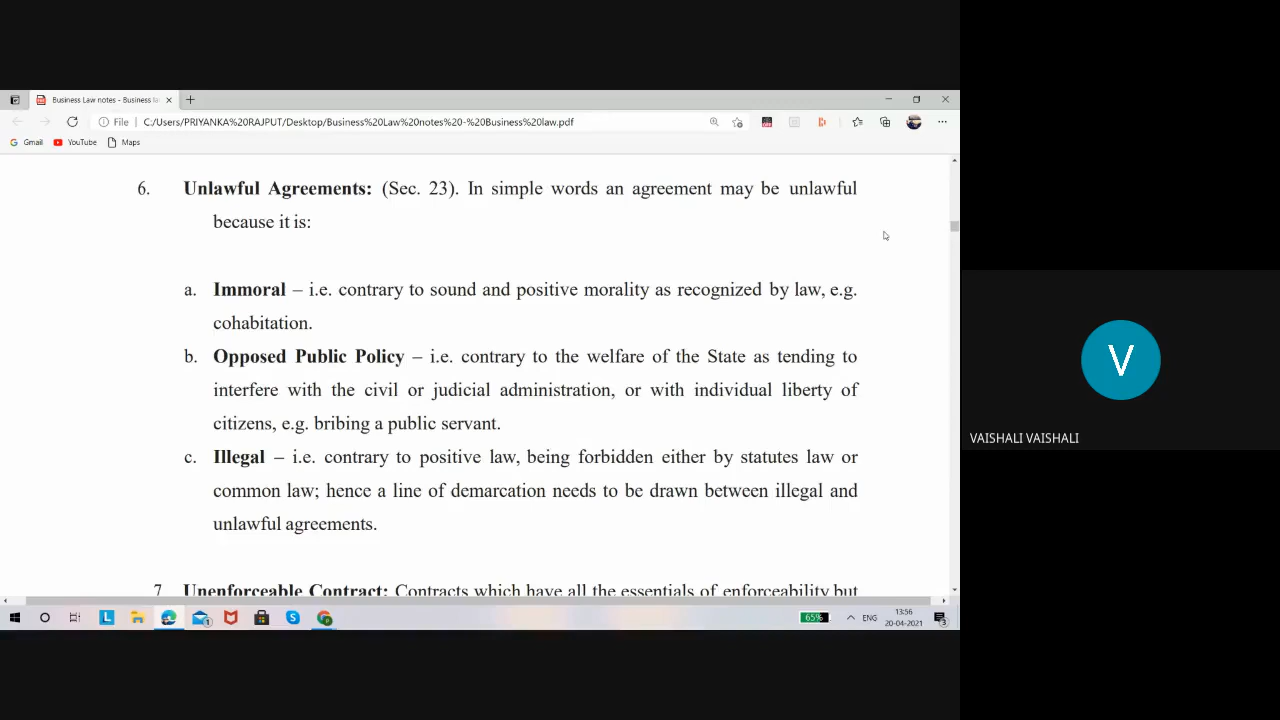 Business Law notes - Business la
File C:/Users/PRIYANKA%20RAJPUT/Desktop/Business%20Law%20notes%20-%20Business%20law.pdf
Gmail YouTube Maps
6. Unlawful Agreements: (Sec. 23). In simple words an agreement may be unlawful
because it is:
a. Immoral – i.e. contrary to sound and positive morality as recognized by law, e.g.
cohabitation.
b. Opposed Public Policy – i.e. contrary to the welfare of the State as tending to
interfere with the civil or judicial administration, or with individual liberty of
citizens, e.g. bribing a public servant.
c. Illegal – i.e. contrary to positive law, being forbidden either by statutes law or
common law; hence a line of demarcation needs to be drawn between illegal and
unlawful agreements.
7 Unenforceable Contract: Contracts which have all the essentials of enforceability but
V
VAISHALI VAISHALI
L S 65% ENG 13:56
20-04-2021 3